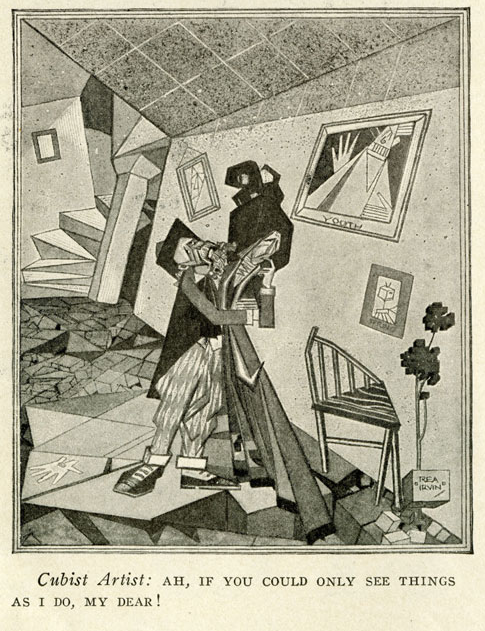 YOUTH
"REA
IRVIN"
Cubist Artist: AH, IF YOU COULD ONLY SEE THINGS
AS I DO, MY DEAR!